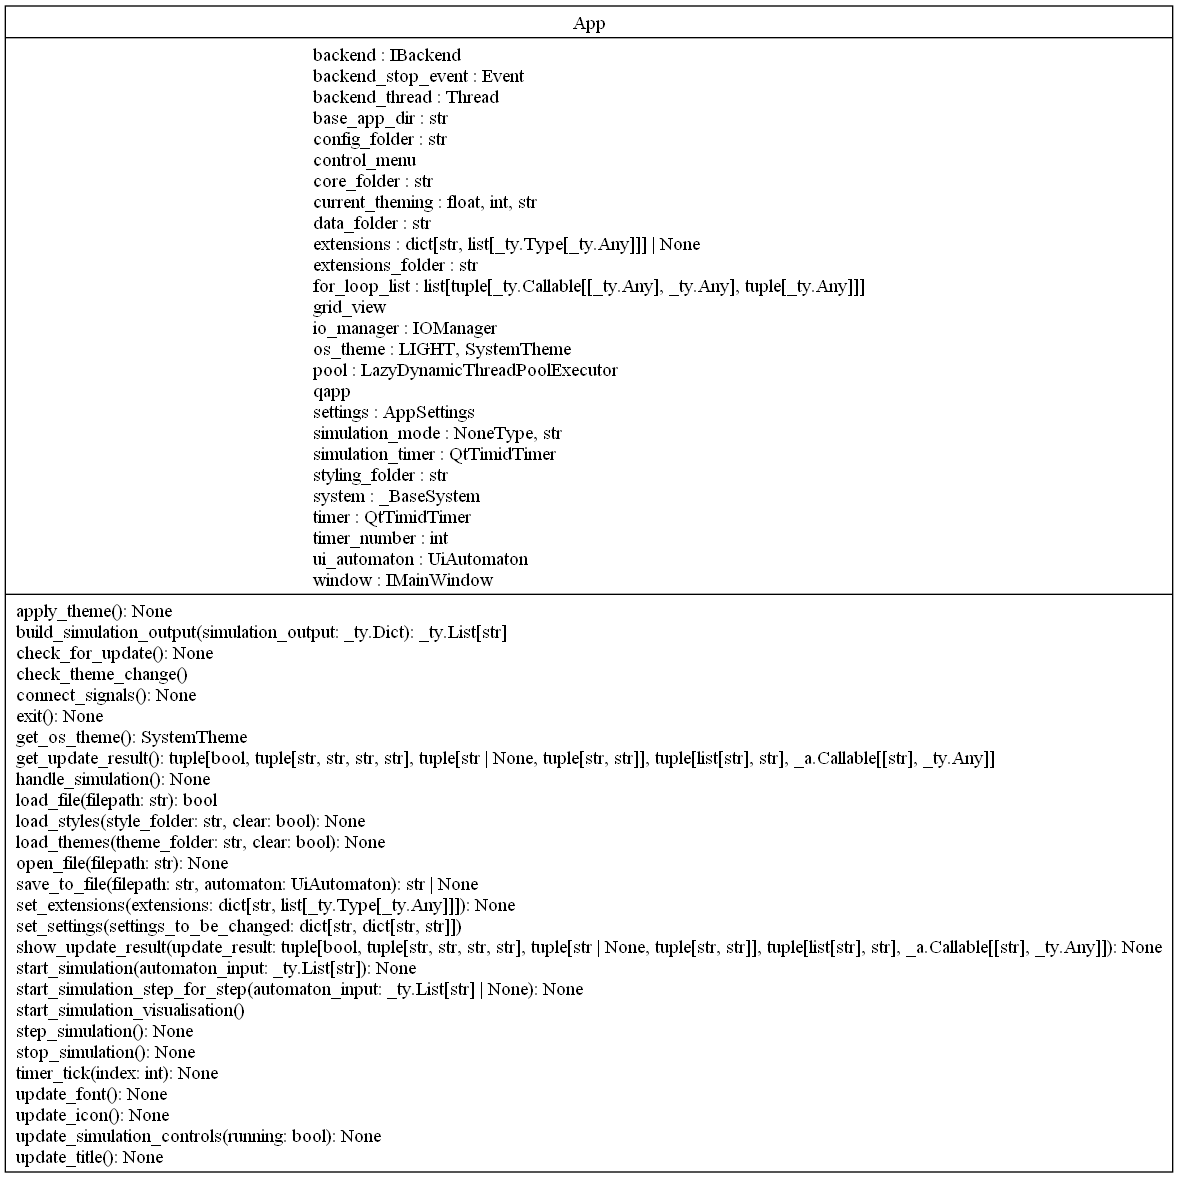 App
backend : IBackend
backend_stop_event : Event
backend_thread : Thread
base_app_dir : str
config_folder : str
control_menu
core_folder : str
current_theming : float, int, str
data_folder : str
extensions : dict[str, list[_ty.Type[_ty.Any]]] | None
extensions_folder : str
for_loop_list : list[tuple[_ty.Callable[[_ty.Any], _ty.Any], tuple[_ty.Any]]]
grid_view
io_manager : IOManager
os_theme : LIGHT, SystemTheme
pool : LazyDynamicThreadPoolExecutor
qapp
settings : AppSettings
simulation_mode : NoneType, str
simulation_timer : QtTimidTimer
styling_folder : str
system : _BaseSystem
timer : QtTimidTimer
timer_number : int
ui_automaton : UiAutomaton
window : IMainWindow
apply_theme(): None
build_simulation_output(simulation_output: _ty.Dict): _ty.List[str]
check_for_update(): None
check_theme_change()
connect_signals(): None
exit(): None
get_os_theme(): SystemTheme
get_update_result(): tuple[bool, tuple[str, str, str, str], tuple[str | None, tuple[str, str]], tuple[list[str], str], _a.Callable[[str], _ty.Any]]
handle_simulation(): None
load_file(filepath: str): bool
load_styles(style_folder: str, clear: bool): None
load_themes(theme_folder: str, clear: bool): None
open_file(filepath: str): None
save_to_file(filepath: str, automaton: UiAutomaton): str | None
set_extensions(extensions: dict[str, list[_ty.Type[_ty.Any]]]): None
set_settings(settings_to_be_changed: dict[str, dict[str, str]])
show_update_result(update_result: tuple[bool, tuple[str, str, str, str], tuple[str | None, tuple[str, str]], tuple[list[str], str], _a.Callable[[str], _ty.Any]]): None
start_simulation(automaton_input: _ty.List[str]): None
start_simulation_step_for_step(automaton_input: _ty.List[str] | None): None
start_simulation_visualisation()
step_simulation(): None
stop_simulation(): None
timer_tick(index: int): None
update_font(): None
update_icon(): None
update_simulation_controls(running: bool): None
update_title(): None